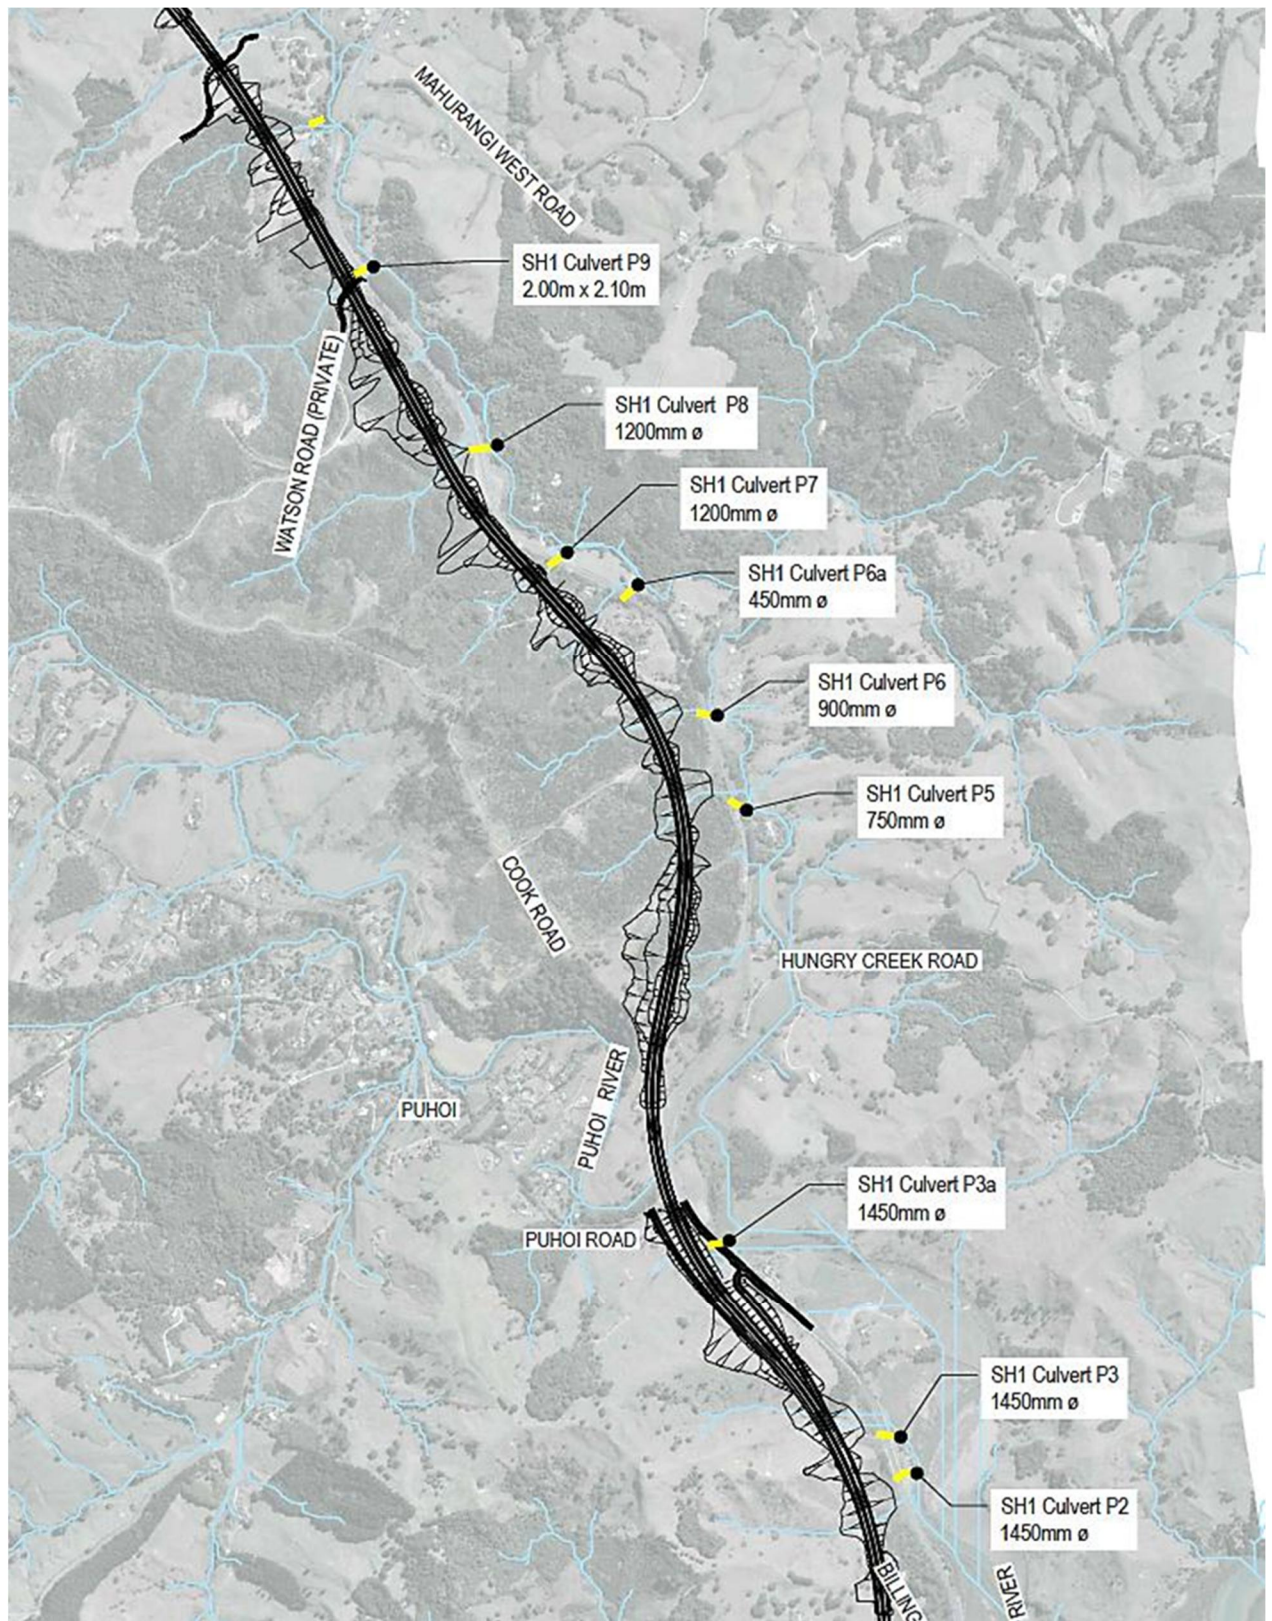 MAHURANGI WEST ROAD
SH1 Culvert P9
2.00m x 2.10m
WATSON ROAD (PRIVATE)
SH1 Culvert P8
1200mm ø
SH1 Culvert P7
1200mm ø
SH1 Culvert P6a
450mm ø
SH1 Culvert P6
900mm ø
SH1 Culvert P5
750mm ø
COOK ROAD
HUNGRY CREEK ROAD
PUHOI RIVER
PUHOI
SH1 Culvert P3a
1450mm ø
PUHOI ROAD
SH1 Culvert P3
1450mm ø
SH1 Culvert P2
1450mm ø
BILLING
RIVER